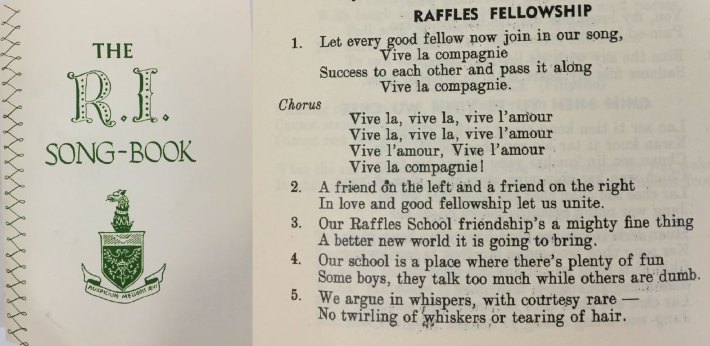 THE
R.I.
SONG-BOOK
AUSPICIUM MELIORIS ÆVI
RAFFLES FELLOWSHIP
1. Let every good fellow now join in our song,
Vive la compagnie
Success to each other and pass it along
Vive la compagnie.
Chorus
Vive la, vive la, vive l'amour
Vive la, vive la, vive l'amour
Vive l'amour, Vive l'amour
Vive la compagnie!
2. A friend on the left and a friend on the right
In love and good fellowship let us unite.
3. Our Raffles School friendship's a mighty fine thing
A better new world it is going to bring.
4. Our school is a place where there's plenty of fun
Some boys, they talk too much while others are dumb.
5. We argue in whispers, with courtesy rare —
No twirling of whiskers or tearing of hair.